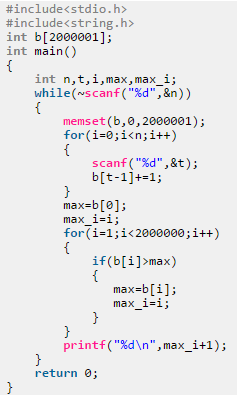 #include<stdio.h>
#include<string.h>
int b[2000001];
int main()
{
    int n,t,i,max,max_i;
    while(~scanf("%d",&n))
    {
        memset(b,0,2000001);
        for(i=0;i<n;i++)
        {
            scanf("%d",&t);
            b[t-1]+=1;
        }
        max=b[0];
        max_i=i;
        for(i=1;i<2000000;i++)
        {
            if(b[i]>max)
            {
                max=b[i];
                max_i=i;
            }
        }
        printf("%d\n",max_i+1);
    }
    return 0;
}